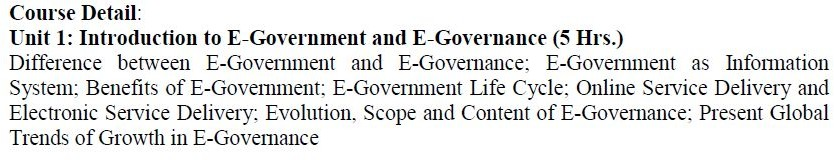 Course Detail:
Unit 1: Introduction to E-Government and E-Governance (5 Hrs.)
Difference between E-Government and E-Governance; E-Government as Information
System; Benefits of E-Government; E-Government Life Cycle; Online Service Delivery and
Electronic Service Delivery; Evolution, Scope and Content of E-Governance; Present Global
Trends of Growth in E-Governance